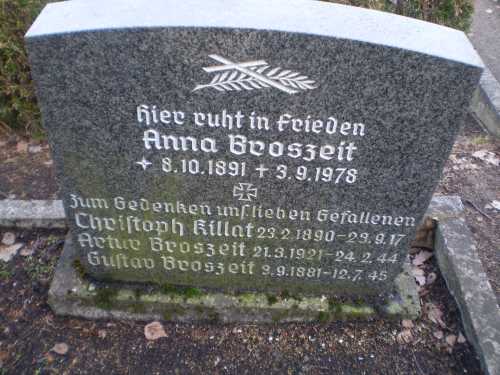 Hier ruht in Frieden
Anna Broszeit
✦ 8.10.1891 ✝ 3.9.1978
Zum Gedenken uns. lieben Gefallenen
Christoph Killat 23.2.1890-29.9.17
Artur Broszeit 21.3.1921-24.2.44
Gustav Broszeit 9.9.1881-12.7.45